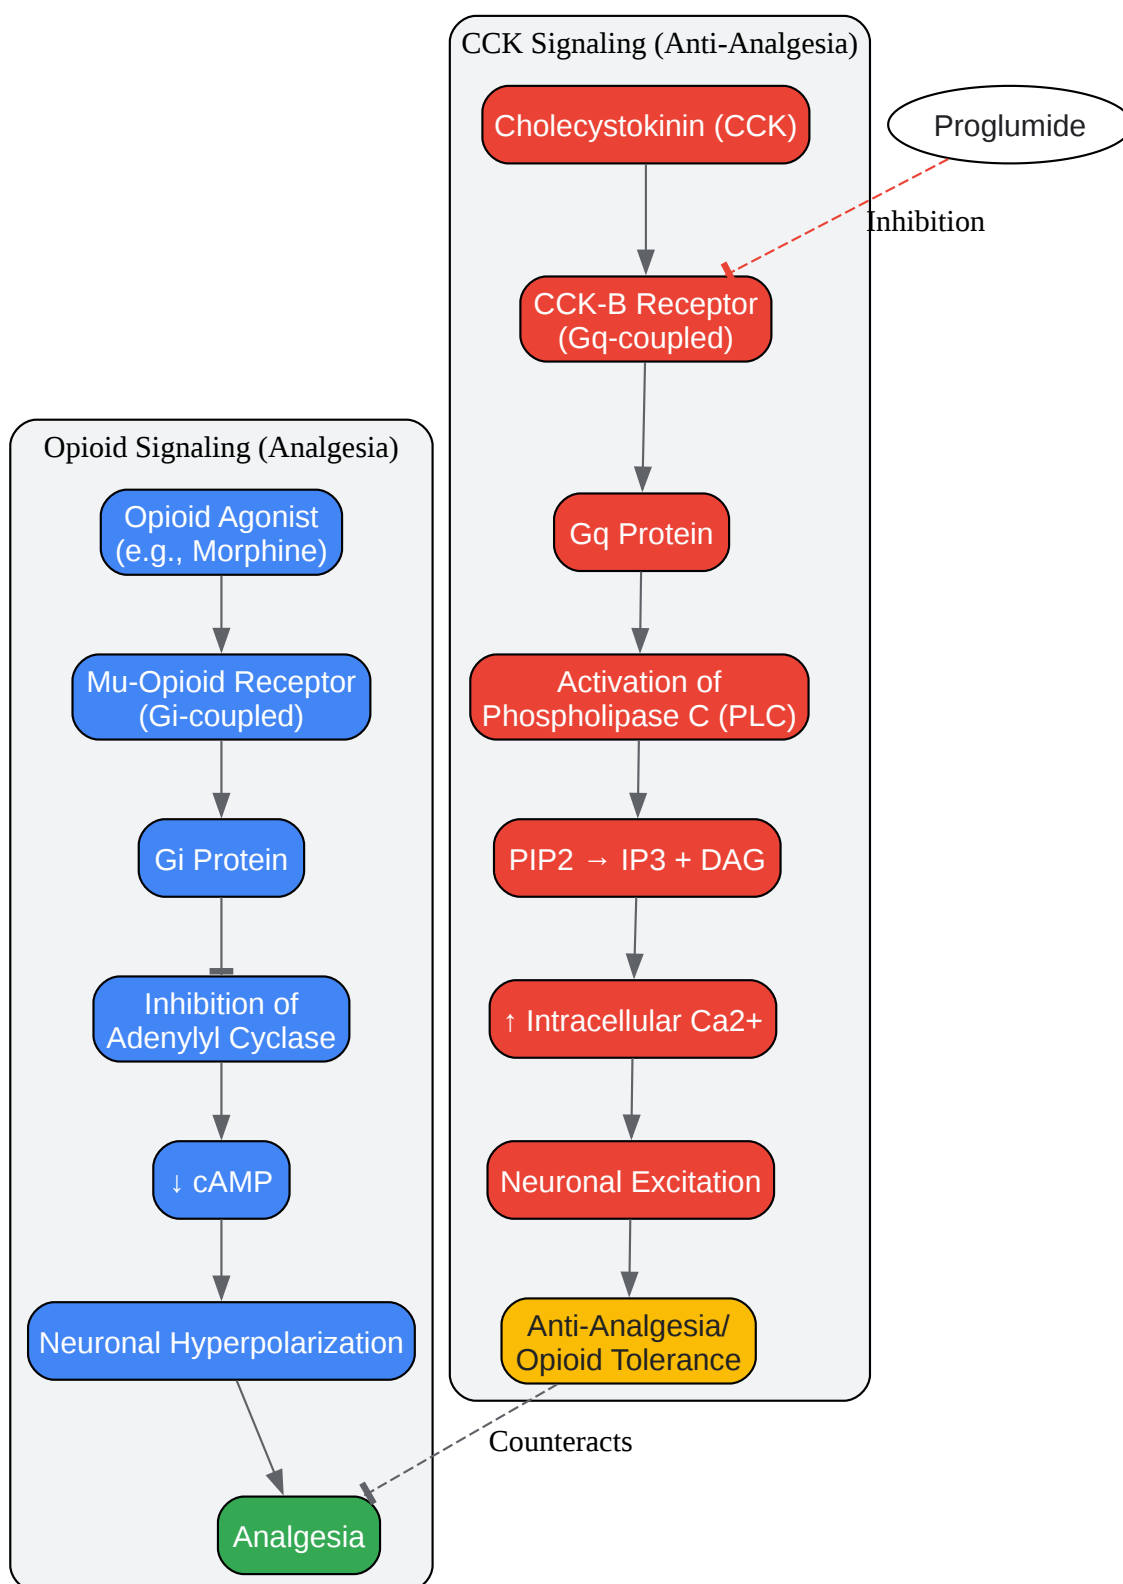 CCK Signaling (Anti-Analgesia)
Cholecystokinin (CCK)
Proglumide
Inhibition
CCK-B Receptor
(Gq-coupled)
Gq Protein
Activation of
Phospholipase C (PLC)
PIP2 → IP3 + DAG
↑ Intracellular Ca2+
Neuronal Excitation
Anti-Analgesia/
Opioid Tolerance
Counteracts
Opioid Signaling (Analgesia)
Opioid Agonist
(e.g., Morphine)
Mu-Opioid Receptor
(Gi-coupled)
Gi Protein
Inhibition of
Adenylyl Cyclase
↓ cAMP
Neuronal Hyperpolarization
Analgesia